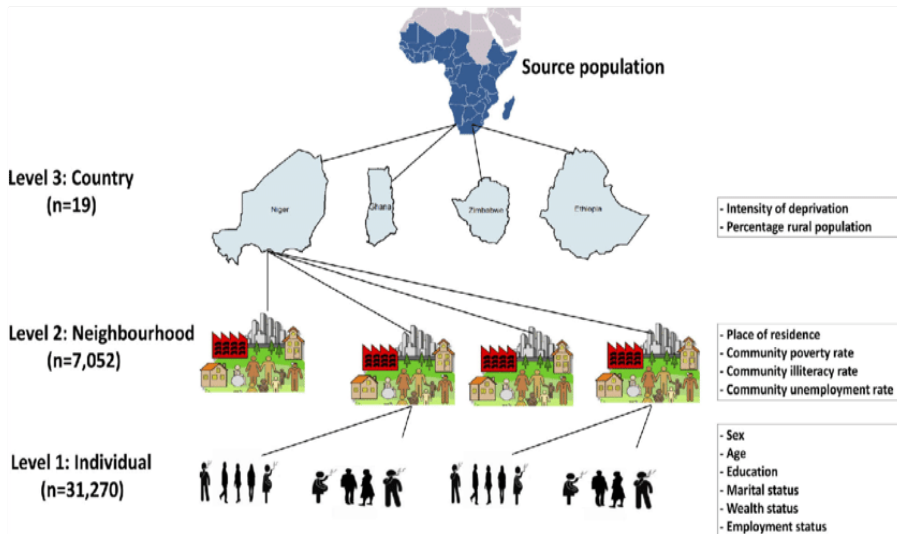 Source population
Level 3: Country
(n=19)
Niger
Ghana
Zimbabwe
Ethiopia
- Intensity of deprivation
- Percentage rural population
Level 2: Neighbourhood
(n=7,052)
- Place of residence
- Community poverty rate
- Community illiteracy rate
- Community unemployment rate
Level 1: Individual
(n=31,270)
- Sex
- Age
- Education
- Marital status
- Wealth status
- Employment status